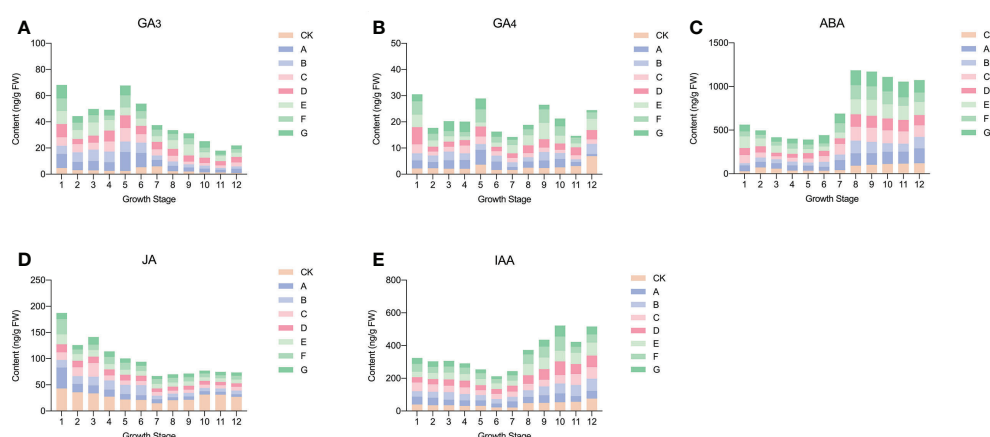 A
GA3
100
80
60
40
20
0
Content (ng/g FW)
1 2 3 4 5 6 7 8 9 10 11 12
Growth Stage
CK
A
B
C
D
E
F
G
B
GA4
50
40
30
20
10
0
Content (ng/g FW)
1 2 3 4 5 6 7 8 9 10 11 12
Growth Stage
CK
A
B
C
D
E
F
G
C
ABA
1500
1000
500
0
Content (ng/g FW)
1 2 3 4 5 6 7 8 9 10 11 12
Growth Stage
C
A
B
C
D
E
F
G
D
JA
250
200
150
100
50
0
Content (ng/g FW)
1 2 3 4 5 6 7 8 9 10 11 12
Growth Stage
CK
A
B
C
D
E
F
G
E
IAA
800
600
400
200
0
Content (ng/g FW)
1 2 3 4 5 6 7 8 9 10 11 12
Growth Stage
CK
A
B
C
D
E
F
G